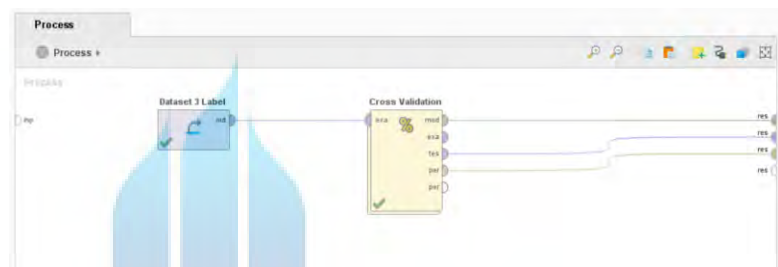 Process
Process
Process
Dataset 3 Label
Cross Validation
inp
out
exa
mod
exa
tes
per
per
res
res
res
res